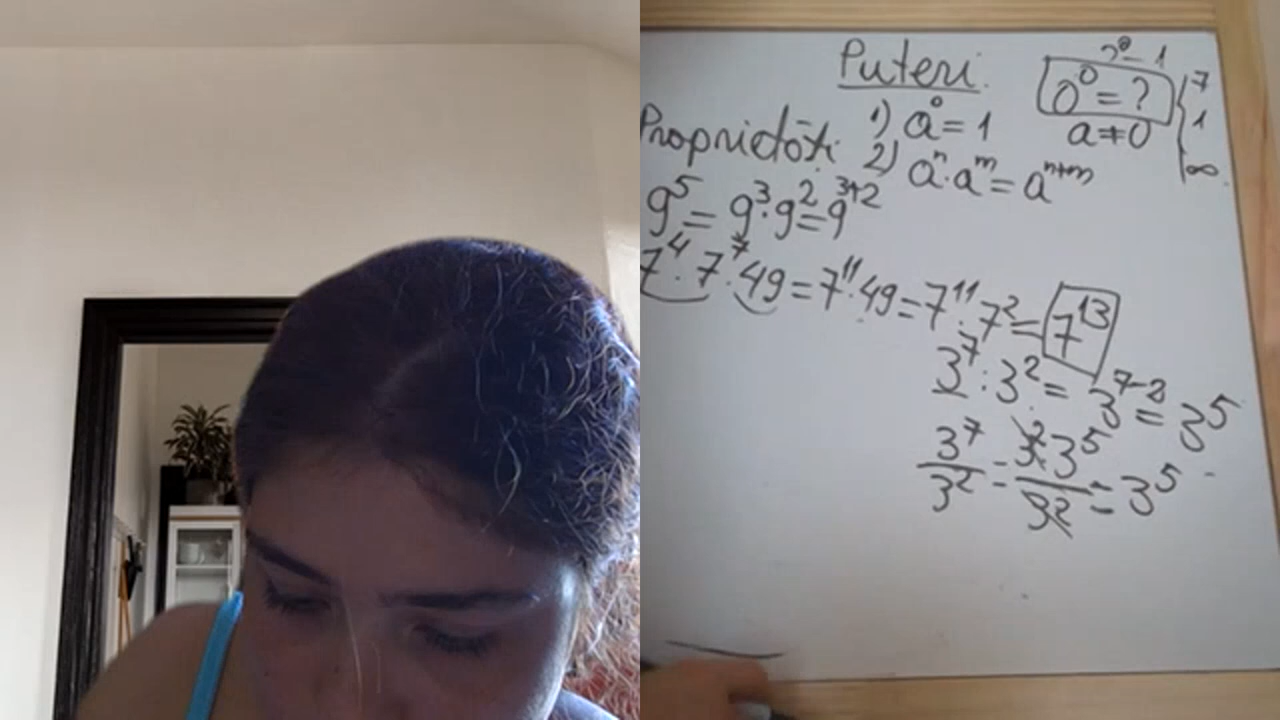 Puteri
2⁰ = 1
0⁰ = ? { 7
1
∞
Proprietăți 1) a⁰ = 1 a ≠ 0
2) aⁿ · aᵐ = aⁿ⁺ᵐ
9⁵ = 9³ · 9² = 9³⁺²
7⁴ · 7⁷ · 49 = 7¹¹ · 49 = 7¹¹ · 7² = 7¹³
3⁷ : 3² = 3⁷⁻² = 3⁵
3⁷/3² = 3² · 3⁵/3² = 3⁵